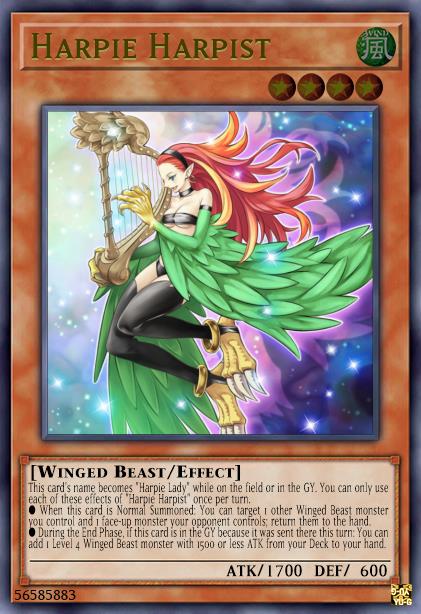 Harpie Harpist
WIND
風
[Winged Beast/Effect]
This card's name becomes "Harpie Lady" while on the field or in the GY. You can only use
each of these effects of "Harpie Harpist" once per turn.
● When this card is Normal Summoned: You can target 1 other Winged Beast monster
you control and 1 face-up monster your opponent controls; return them to the hand.
● During the End Phase, if this card is in the GY because it was sent there this turn: You can
add 1 Level 4 Winged Beast monster with 1500 or less ATK from your Deck to your hand.
ATK/1700 DEF/ 600
56585883